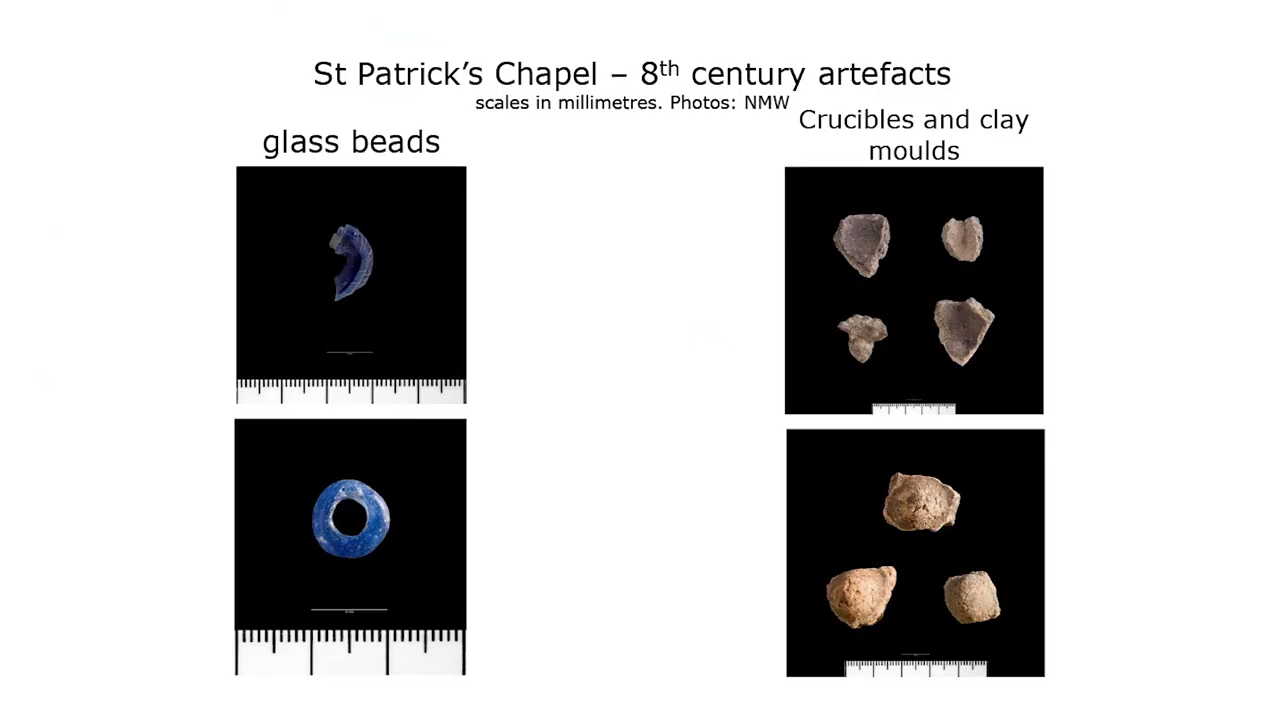 St Patrick's Chapel – 8th century artefacts
scales in millimetres. Photos: NMW
glass beads
Crucibles and clay
moulds